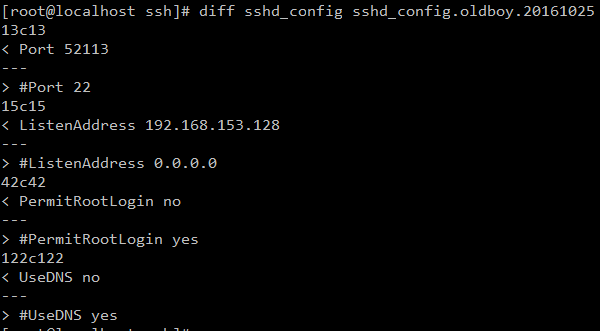 [root@localhost ssh]# diff sshd_config sshd_config.oldboy.20161025
13c13
< Port 52113
---
> #Port 22
15c15
< ListenAddress 192.168.153.128
---
> #ListenAddress 0.0.0.0
42c42
< PermitRootLogin no
---
> #PermitRootLogin yes
122c122
< UseDNS no
---
> #UseDNS yes